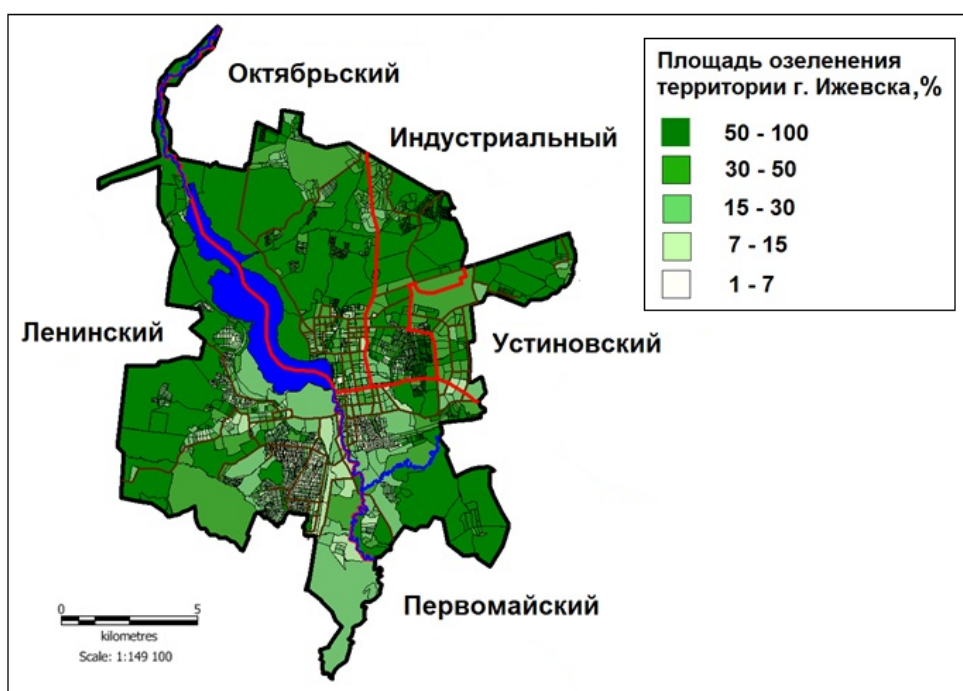 Октябрьский
Индустриальный
Ленинский
Устиновский
Первомайский
Площадь озеленения
территории г. Ижевска,%
50 - 100
30 - 50
15 - 30
7 - 15
1 - 7
0 5
kilometres
Scale: 1:149 100